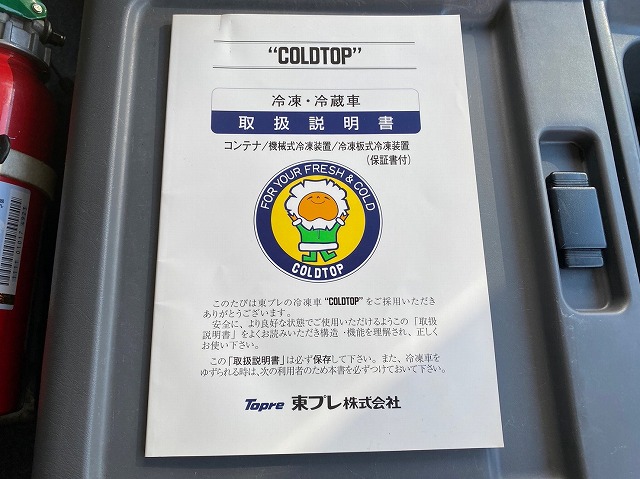 “COLDTOP”
冷凍・冷蔵車
取扱説明書
コンテナ/機械式冷凍装置/冷凍板式冷凍装置
(保証書付)
FOR YOUR FRESH & COLD
COLDTOP
このたびは東プレの冷凍車“COLDTOP”をご採用いただき
ありがとうございます。
安全に、より良好な状態でご使用いただけるようこの「取扱
説明書」をよくお読みいただき構造・機能を理解され、正しく
お使い下さい。
この「取扱説明書」は必ず保存して下さい。また、冷凍車を
ゆずられる時は、次の利用者のため本書を必ずつけておいて下さい。
Topre 東プレ株式会社